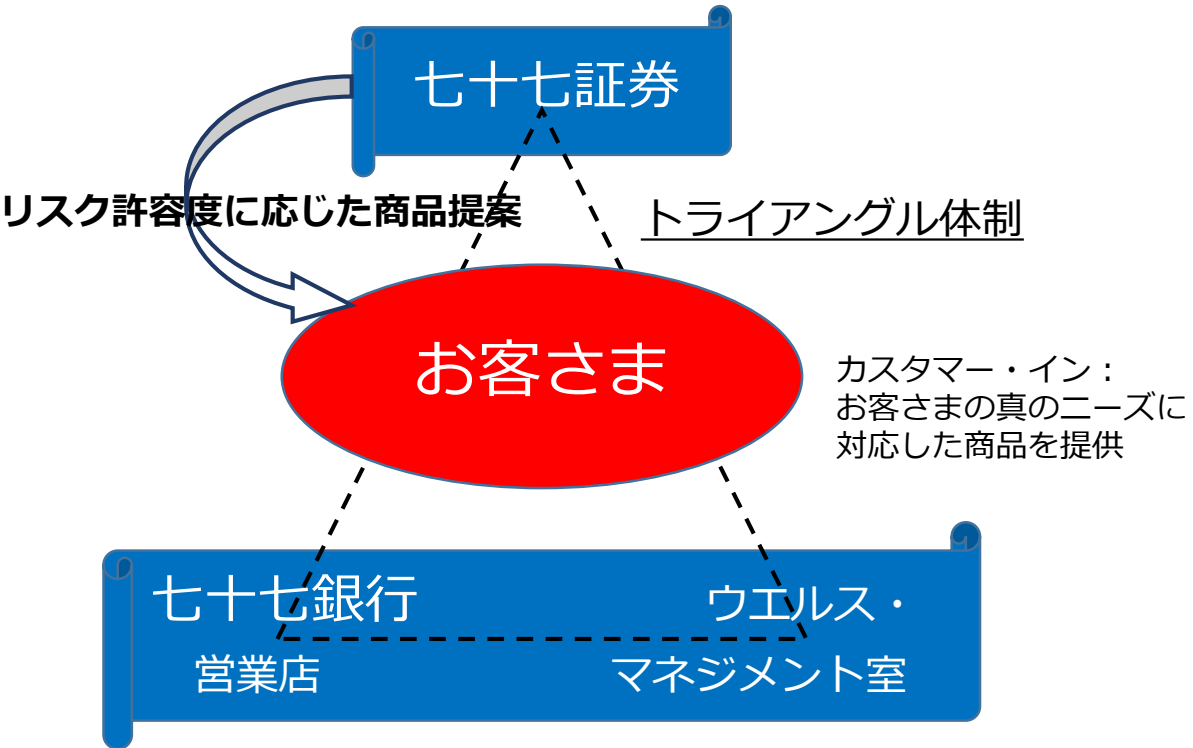 七十七証券
リスク許容度に応じた商品提案
トライアングル体制
お客さま
カスタマー・イン：
お客さまの真のニーズに
対応した商品を提供
七十七銀行
営業店
ウエルス・
マネジメント室